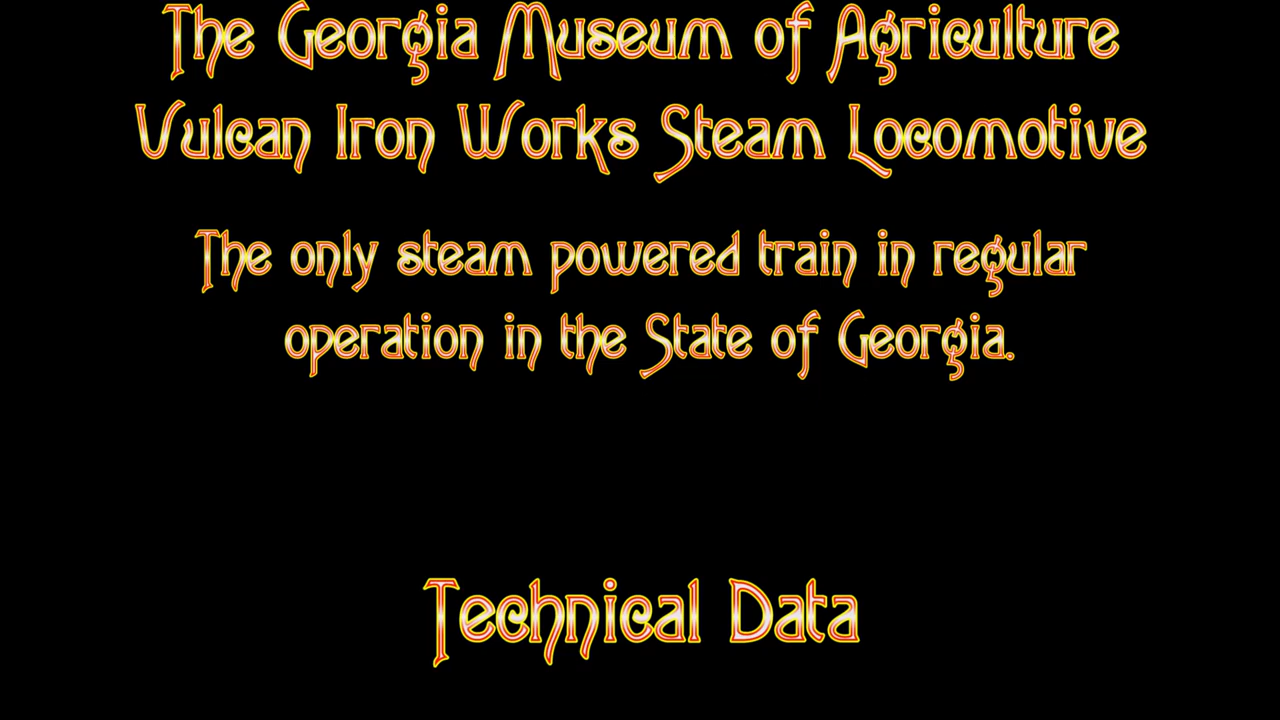 The Georgia Museum of Agriculture
Vulcan Iron Works Steam Locomotive
The only steam powered train in regular
operation in the State of Georgia.
Technical Data